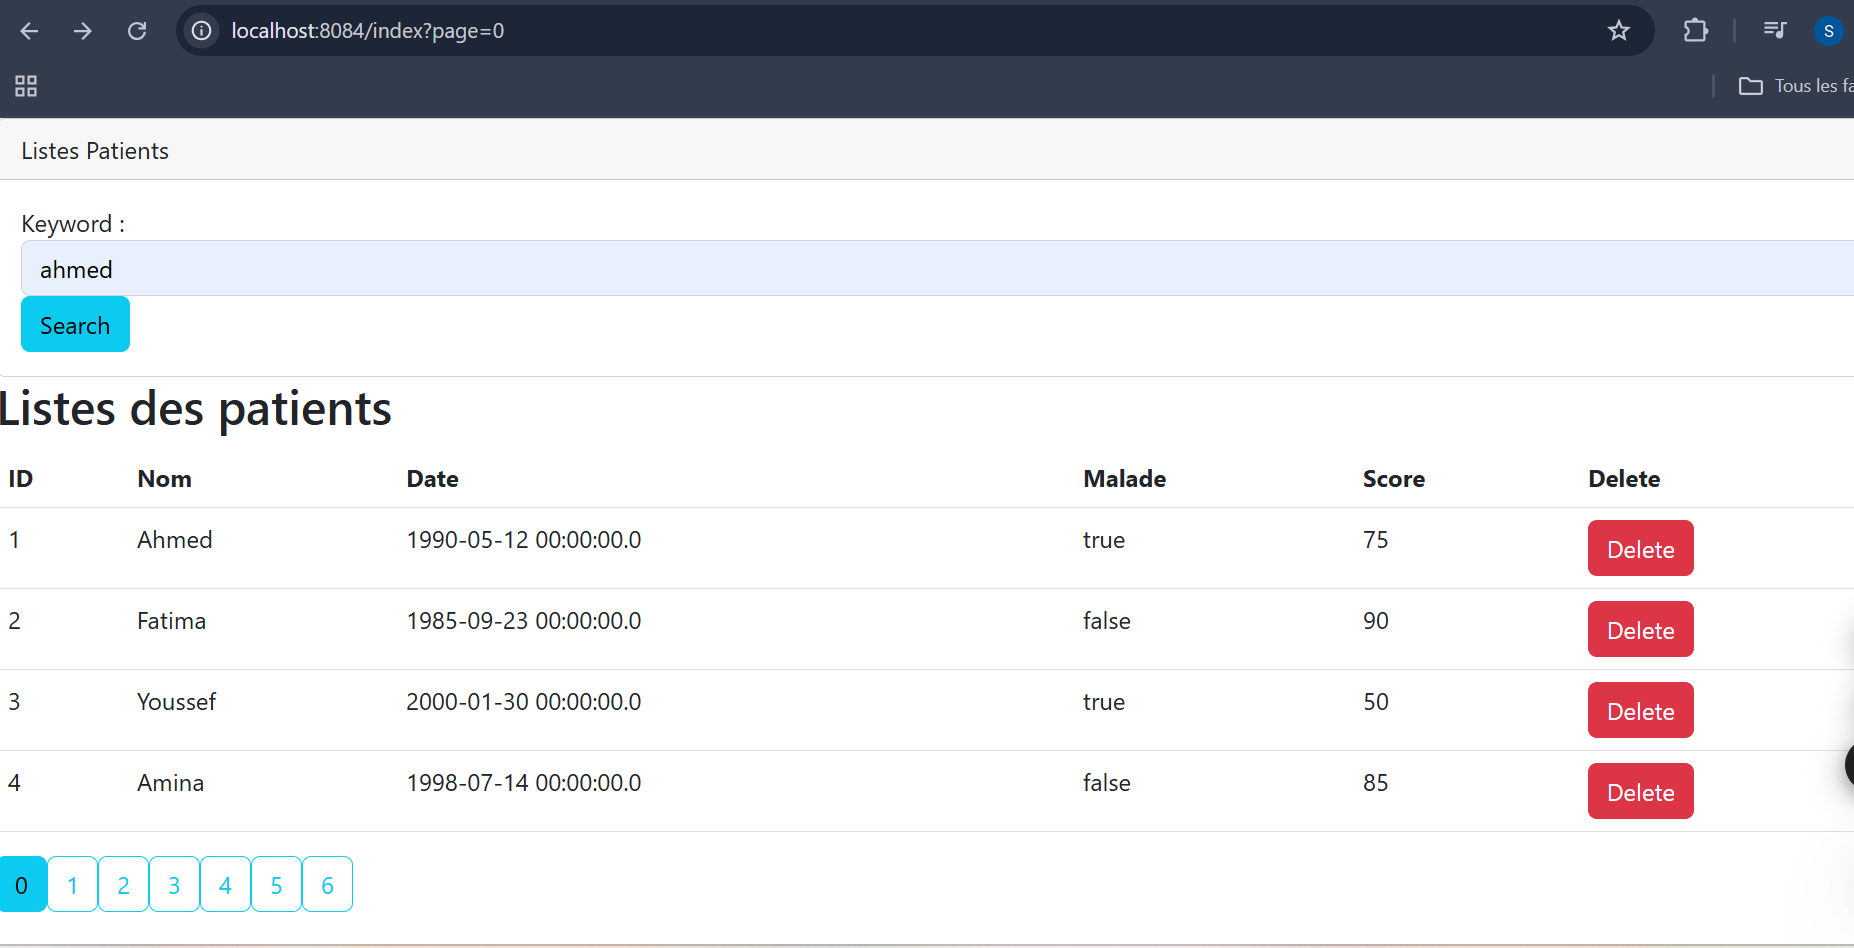 localhost:8084/index?page=0
S
Tous les fa
Listes Patients
Keyword :
ahmed
Search
Listes des patients
ID Nom Date Malade Score Delete
1 Ahmed 1990-05-12 00:00:00.0 true 75 Delete
2 Fatima 1985-09-23 00:00:00.0 false 90 Delete
3 Youssef 2000-01-30 00:00:00.0 true 50 Delete
4 Amina 1998-07-14 00:00:00.0 false 85 Delete
0 1 2 3 4 5 6